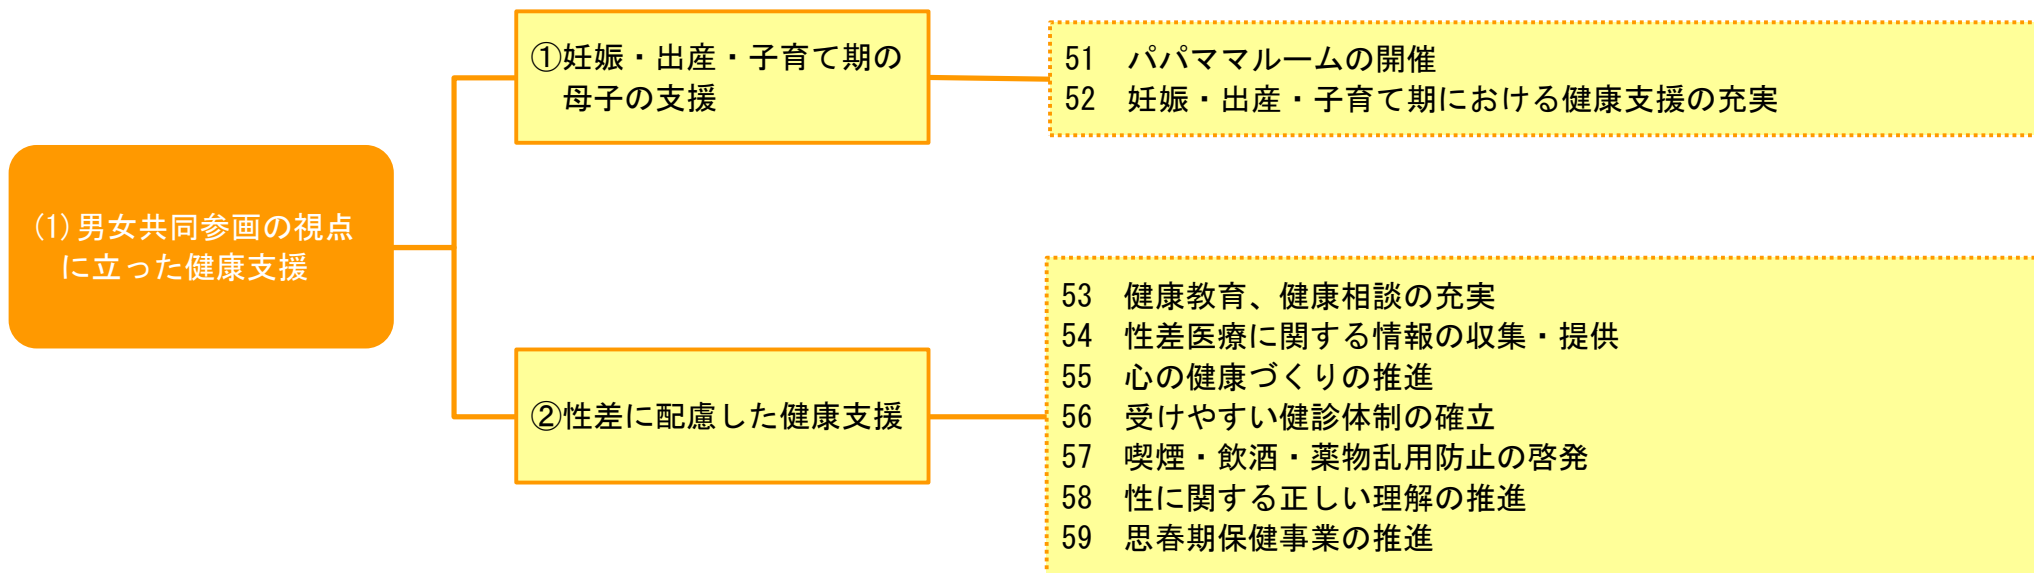 (1)男女共同参画の視点
に立った健康支援
①妊娠・出産・子育て期の
母子の支援
51 パパママルームの開催
52 妊娠・出産・子育て期における健康支援の充実
②性差に配慮した健康支援
53 健康教育、健康相談の充実
54 性差医療に関する情報の収集・提供
55 心の健康づくりの推進
56 受けやすい健診体制の確立
57 喫煙・飲酒・薬物乱用防止の啓発
58 性に関する正しい理解の推進
59 思春期保健事業の推進